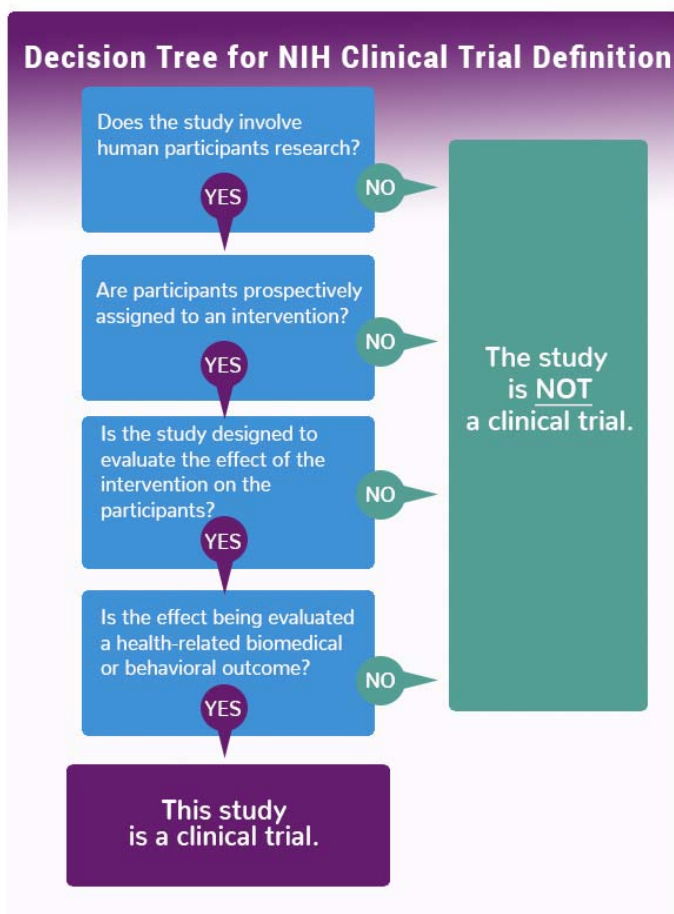 Decision Tree for NIH Clinical Trial Definition
Does the study involve
human participants research?
YES
NO
Are participants prospectively
assigned to an intervention?
YES
NO
Is the study designed to
evaluate the effect of the
intervention on the
participants?
YES
NO
Is the effect being evaluated
a health-related biomedical
or behavioral outcome?
YES
NO
The study
is NOT
a clinical trial.
This study
is a clinical trial.